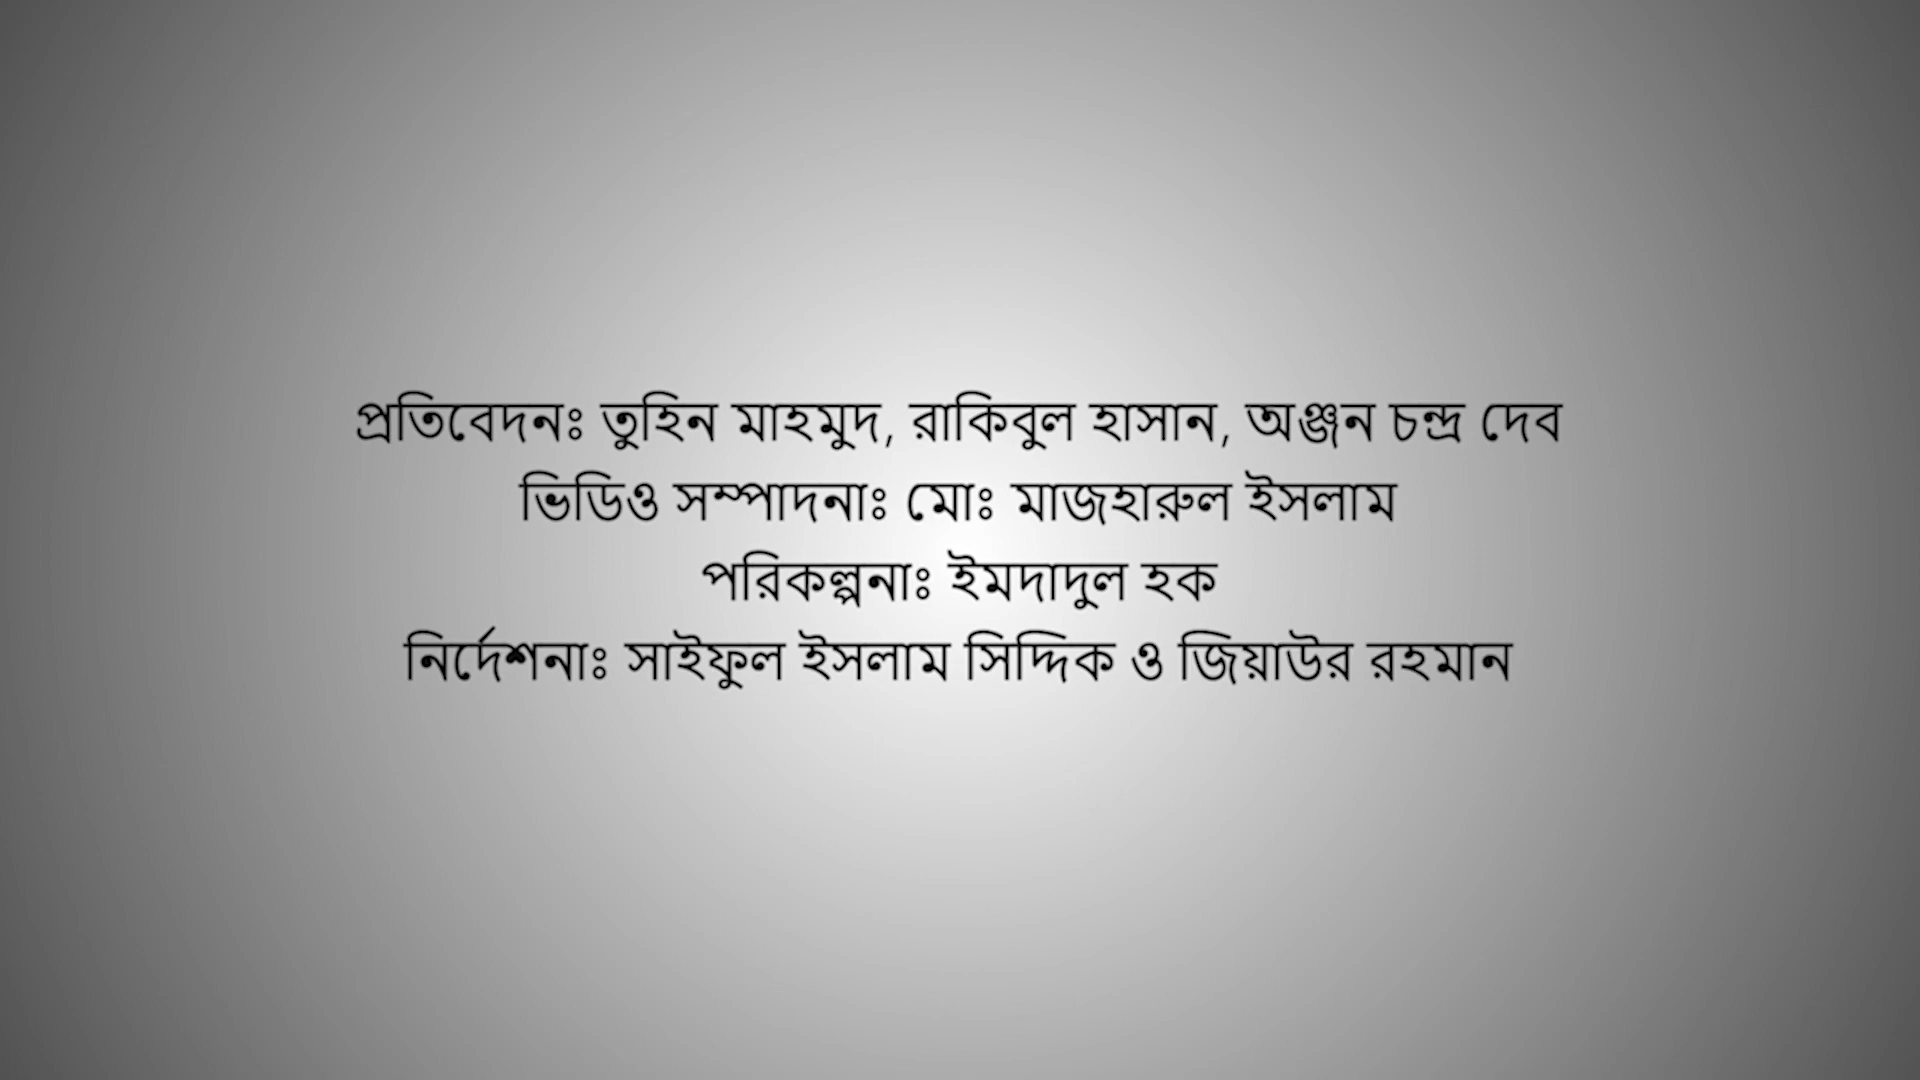 প্রতিবেদনঃ তুহিন মাহমুদ, রাকিবুল হাসান, অঞ্জন চন্দ্র দেব
ভিডিও সম্পাদনাঃ মোঃ মাজহারুল ইসলাম
পরিকল্পনাঃ ইমদাদুল হক
নির্দেশনাঃ সাইফুল ইসলাম সিদ্দিক ও জিয়াউর রহমান